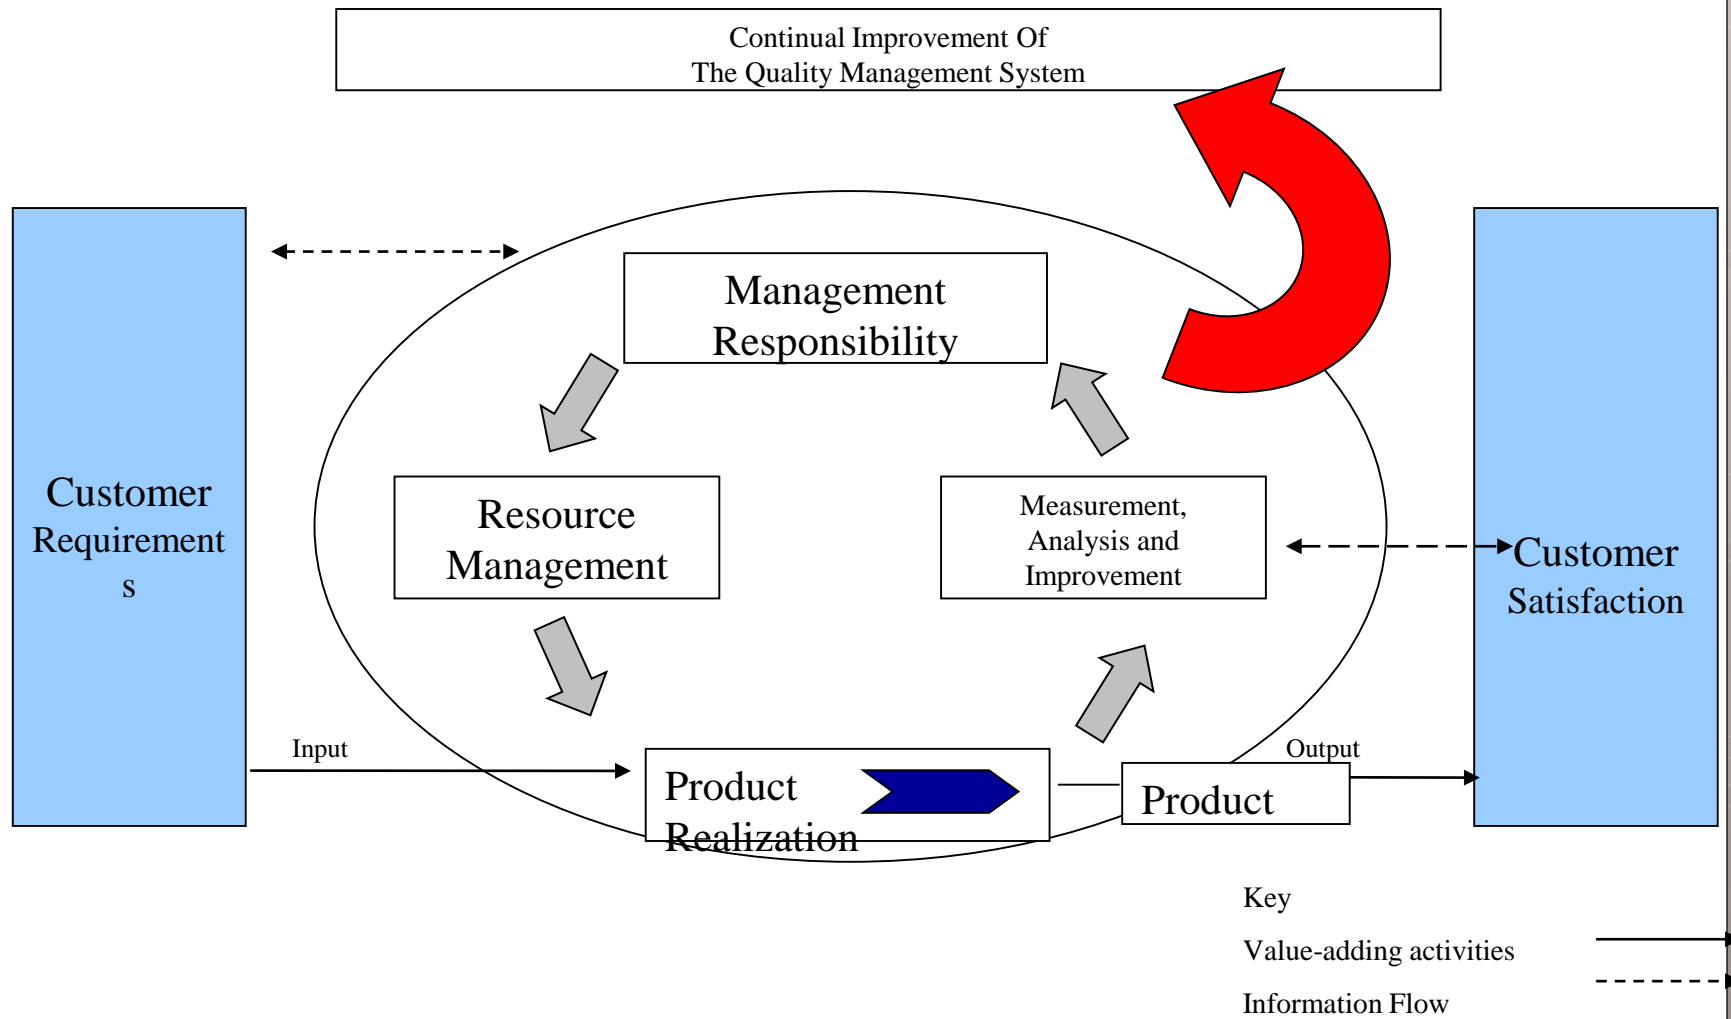 Continual Improvement Of
The Quality Management System
Management
Responsibility
Customer
Requirement
s
Resource
Management
Measurement,
Analysis and
Improvement
Customer
Satisfaction
Input
Output
Product
Realization
Product
Key
Value-adding activities
Information Flow